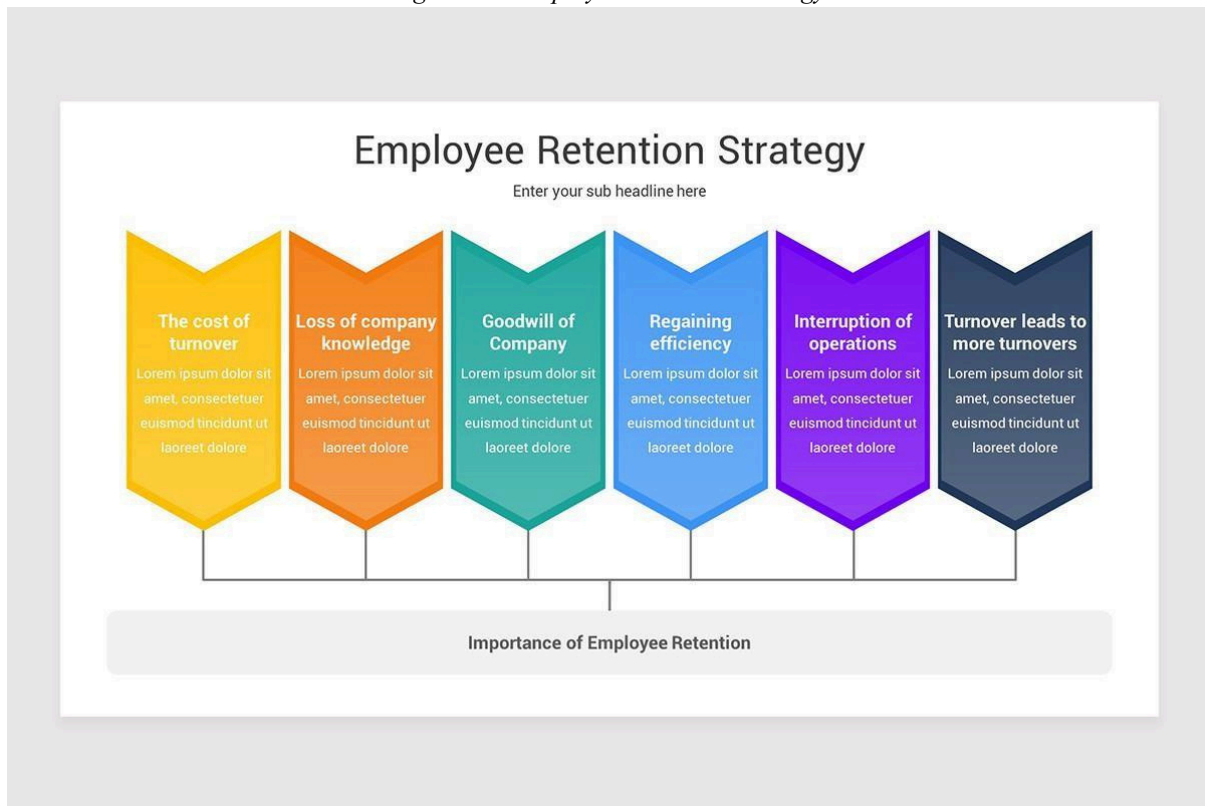 Employee Retention Strategy
Enter your sub headline here
The cost of
turnover
Lorem ipsum dolor sit
amet, consectetuer
euismod tincidunt ut
laoreet dolore
Loss of company
knowledge
Lorem ipsum dolor sit
amet, consectetuer
euismod tincidunt ut
laoreet dolore
Goodwill of
Company
Lorem ipsum dolor sit
amet, consectetuer
euismod tincidunt ut
laoreet dolore
Regaining
efficiency
Lorem ipsum dolor sit
amet, consectetuer
euismod tincidunt ut
laoreet dolore
Interruption of
operations
Lorem ipsum dolor sit
amet, consectetuer
euismod tincidunt ut
laoreet dolore
Turnover leads to
more turnovers
Lorem ipsum dolor sit
amet, consectetuer
euismod tincidunt ut
laoreet dolore
Importance of Employee Retention